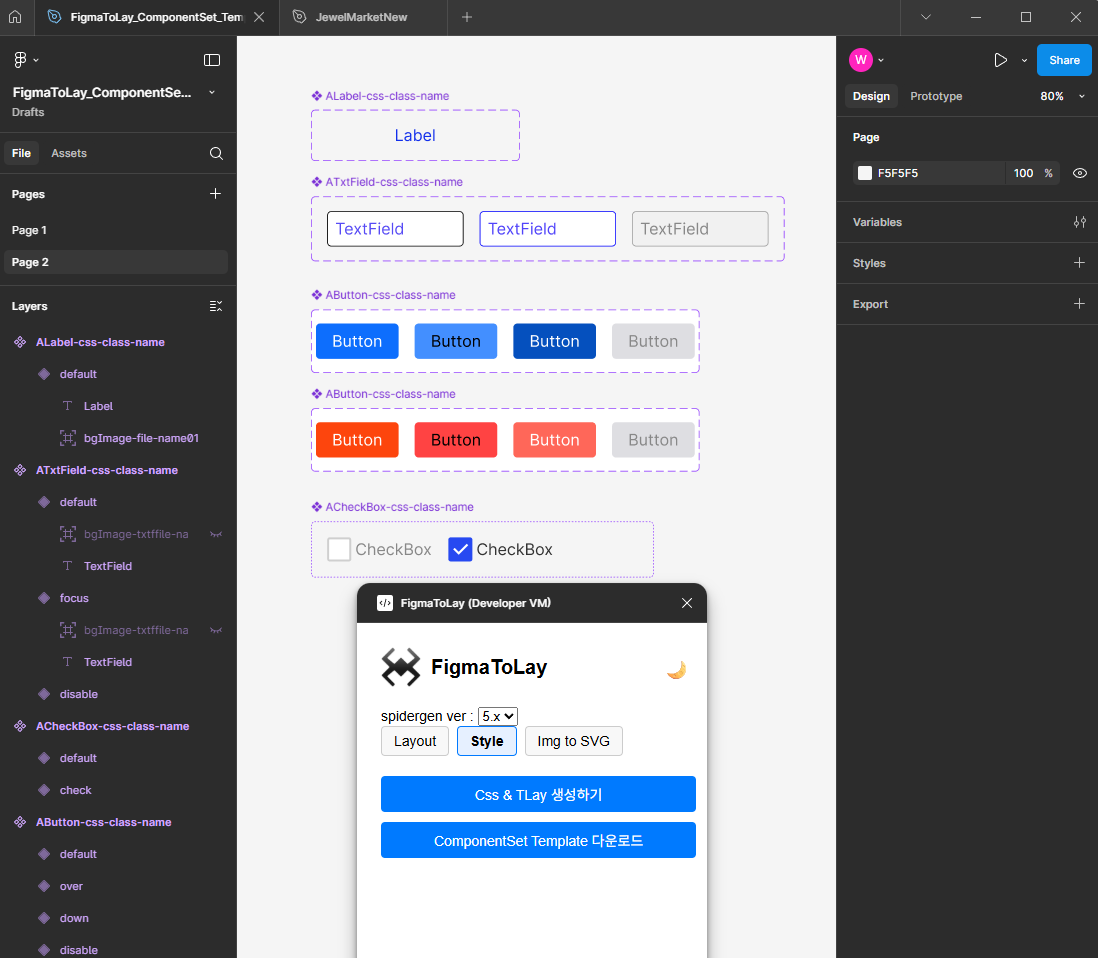 FigmaToLay_ComponentSet_Tem
JewelMarketNew
FigmaToLay_ComponentSe...
Drafts
File
Assets
Pages
Page 1
Page 2
Layers
ALabel-css-class-name
default
Label
bgImage-file-name01
ATxtField-css-class-name
default
bgImage-txtffile-na
TextField
focus
bgImage-txtffile-na
TextField
disable
ACheckBox-css-class-name
default
check
AButton-css-class-name
default
over
down
disable
ALabel-css-class-name
Label
ATxtField-css-class-name
TextField TextField TextField
AButton-css-class-name
Button Button Button Button
AButton-css-class-name
Button Button Button Button
ACheckBox-css-class-name
CheckBox CheckBox
FigmaToLay (Developer VM)
FigmaToLay
spidergen ver : 5.x
Layout Style Img to SVG
Css & TLay 생성하기
ComponentSet Template 다운로드
W
Share
Design Prototype 80%
Page
F5F5F5 100 %
Variables
Styles
Export